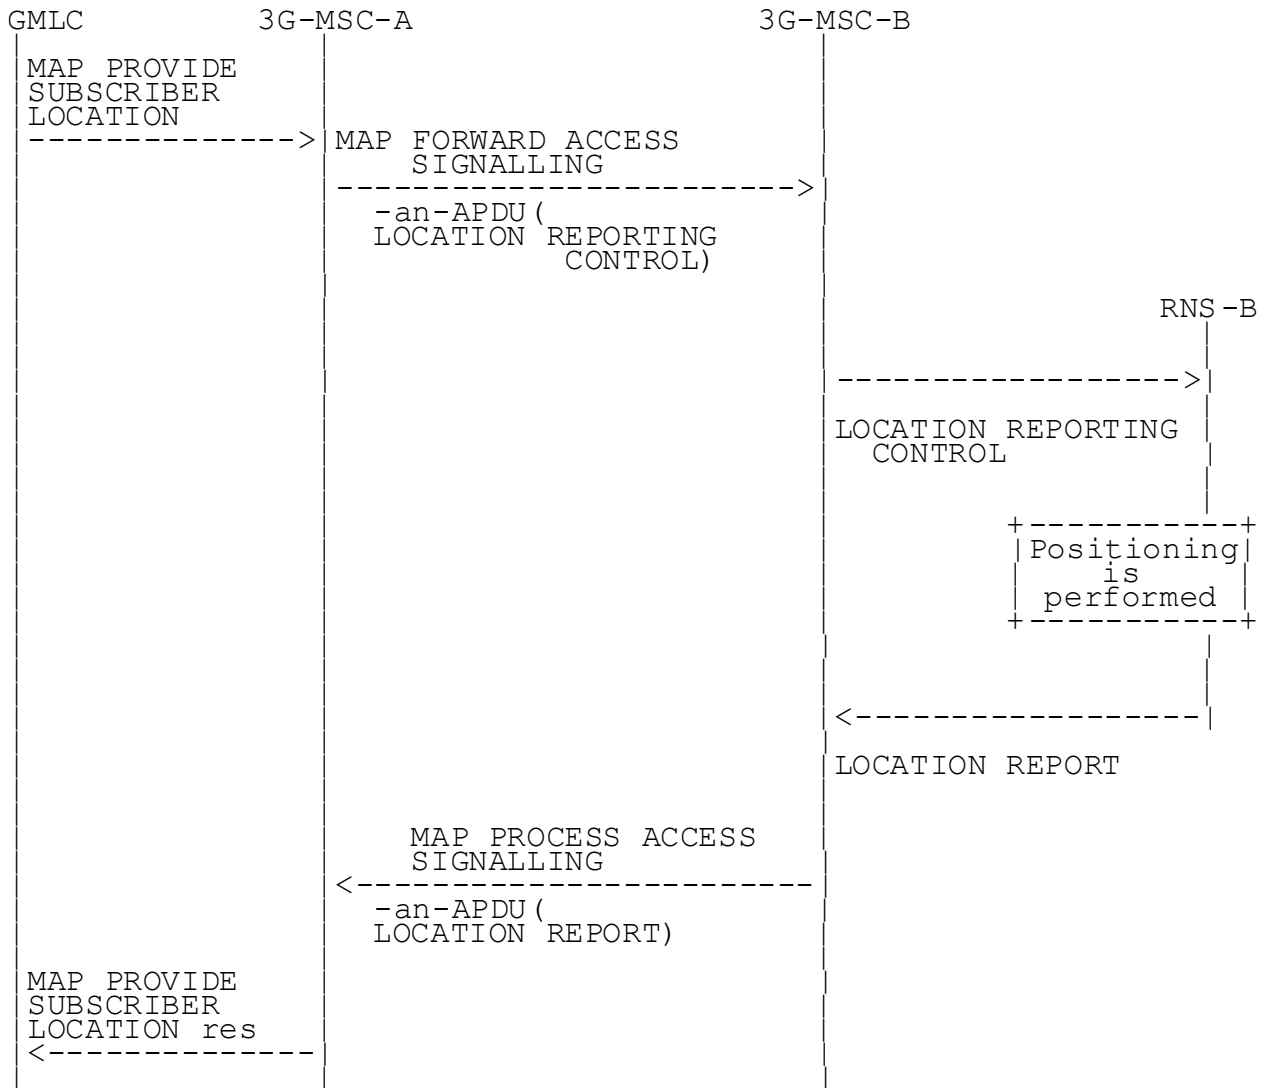 GMLC 3G-MSC-A 3G-MSC-B
MAP PROVIDE
SUBSCRIBER
LOCATION
MAP FORWARD ACCESS
SIGNALLING
-an-APDU(
LOCATION REPORTING
CONTROL)
RNS-B
LOCATION REPORTING
CONTROL
Positioning
is
performed
LOCATION REPORT
MAP PROCESS ACCESS
SIGNALLING
-an-APDU(
LOCATION REPORT)
MAP PROVIDE
SUBSCRIBER
LOCATION res